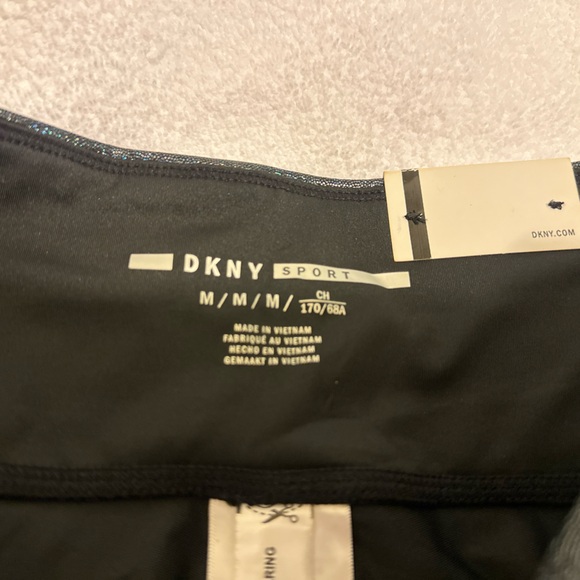 DKNY SPORT
M/M/M/ CH
170/68A
MADE IN VIETNAM
FABRIQUÉ AU VIETNAM
HECHO EN VIETNAM
GEMAAKT IN VIETNAM
DKNY.COM